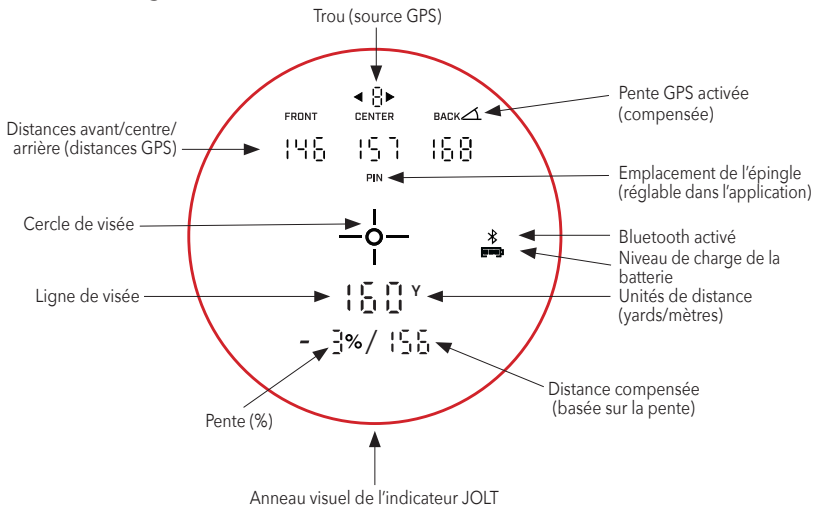 Trou (source GPS)
◄ 8 ►
FRONT CENTER BACK
146 157 168
PIN
160 Y
- 3%/ 156
Distances avant/centre/
arrière (distances GPS)
Cercle de visée
Ligne de visée
Pente (%)
Pente GPS activée
(compensée)
Emplacement de l’épingle
(réglable dans l’application)
Bluetooth activé
Niveau de charge de la
batterie
Unités de distance
(yards/mètres)
Distance compensée
(basée sur la pente)
Anneau visuel de l’indicateur JOLT